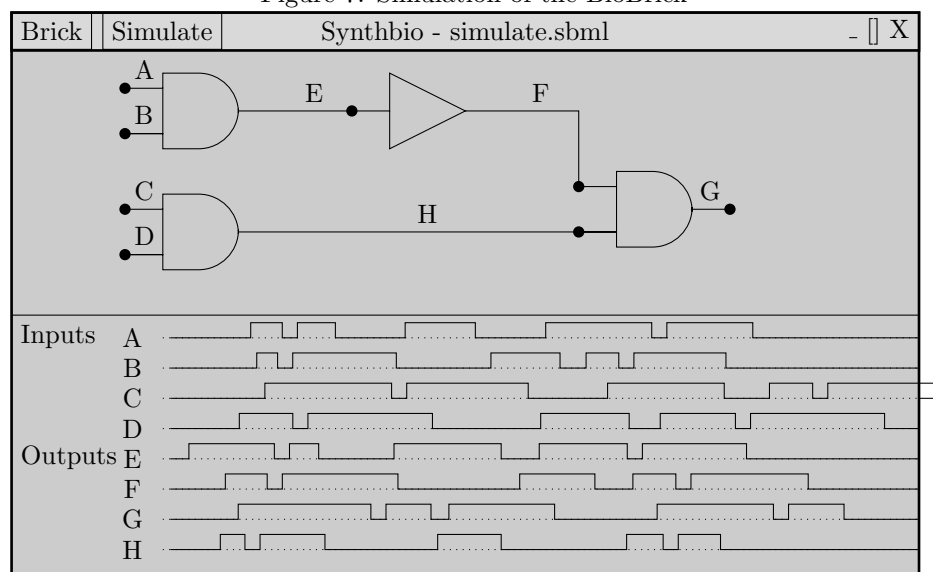 Figure 7: Simulation of the BioBrick
Brick Simulate Synthbio - simulate.sbml _ [] X
A
B
E
F
C
D
H
G
Inputs A
B
C
D
Outputs E
F
G
H